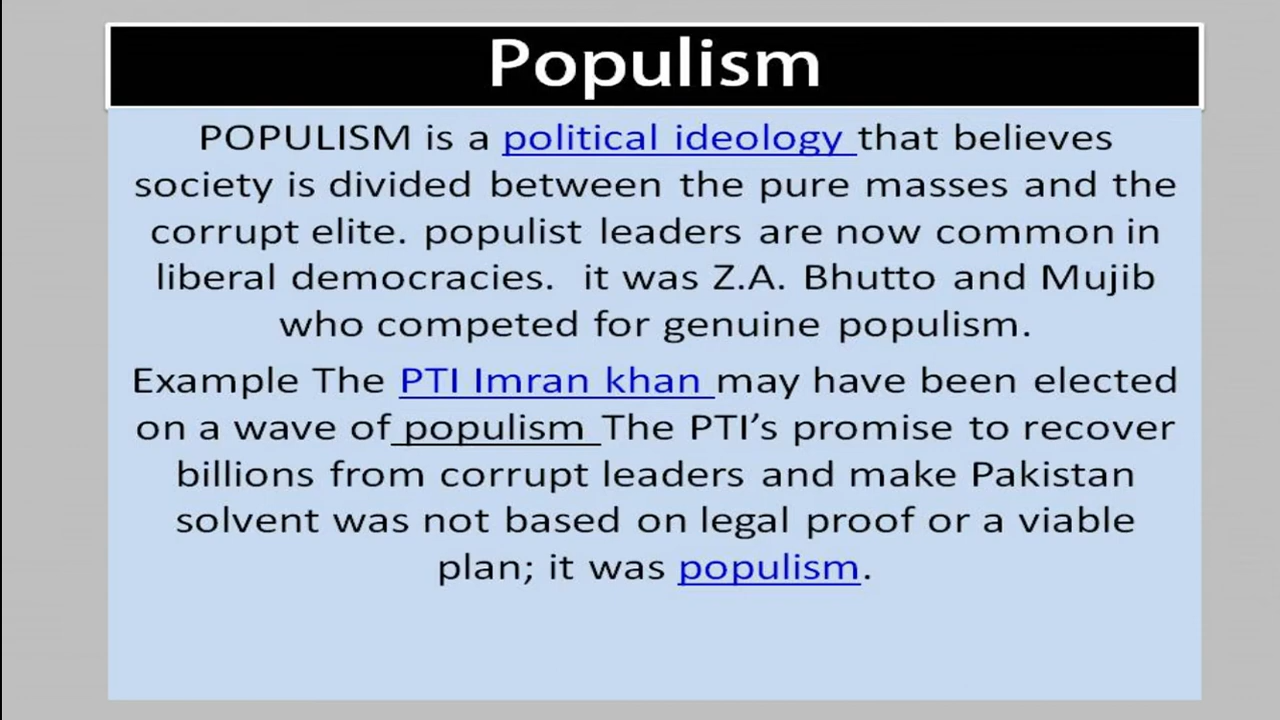 Populism
POPULISM is a political ideology that believes
society is divided between the pure masses and the
corrupt elite. populist leaders are now common in
liberal democracies.  it was Z.A. Bhutto and Mujib
who competed for genuine populism.
Example The PTI Imran khan may have been elected
on a wave of populism The PTI’s promise to recover
billions from corrupt leaders and make Pakistan
solvent was not based on legal proof or a viable
plan; it was populism.